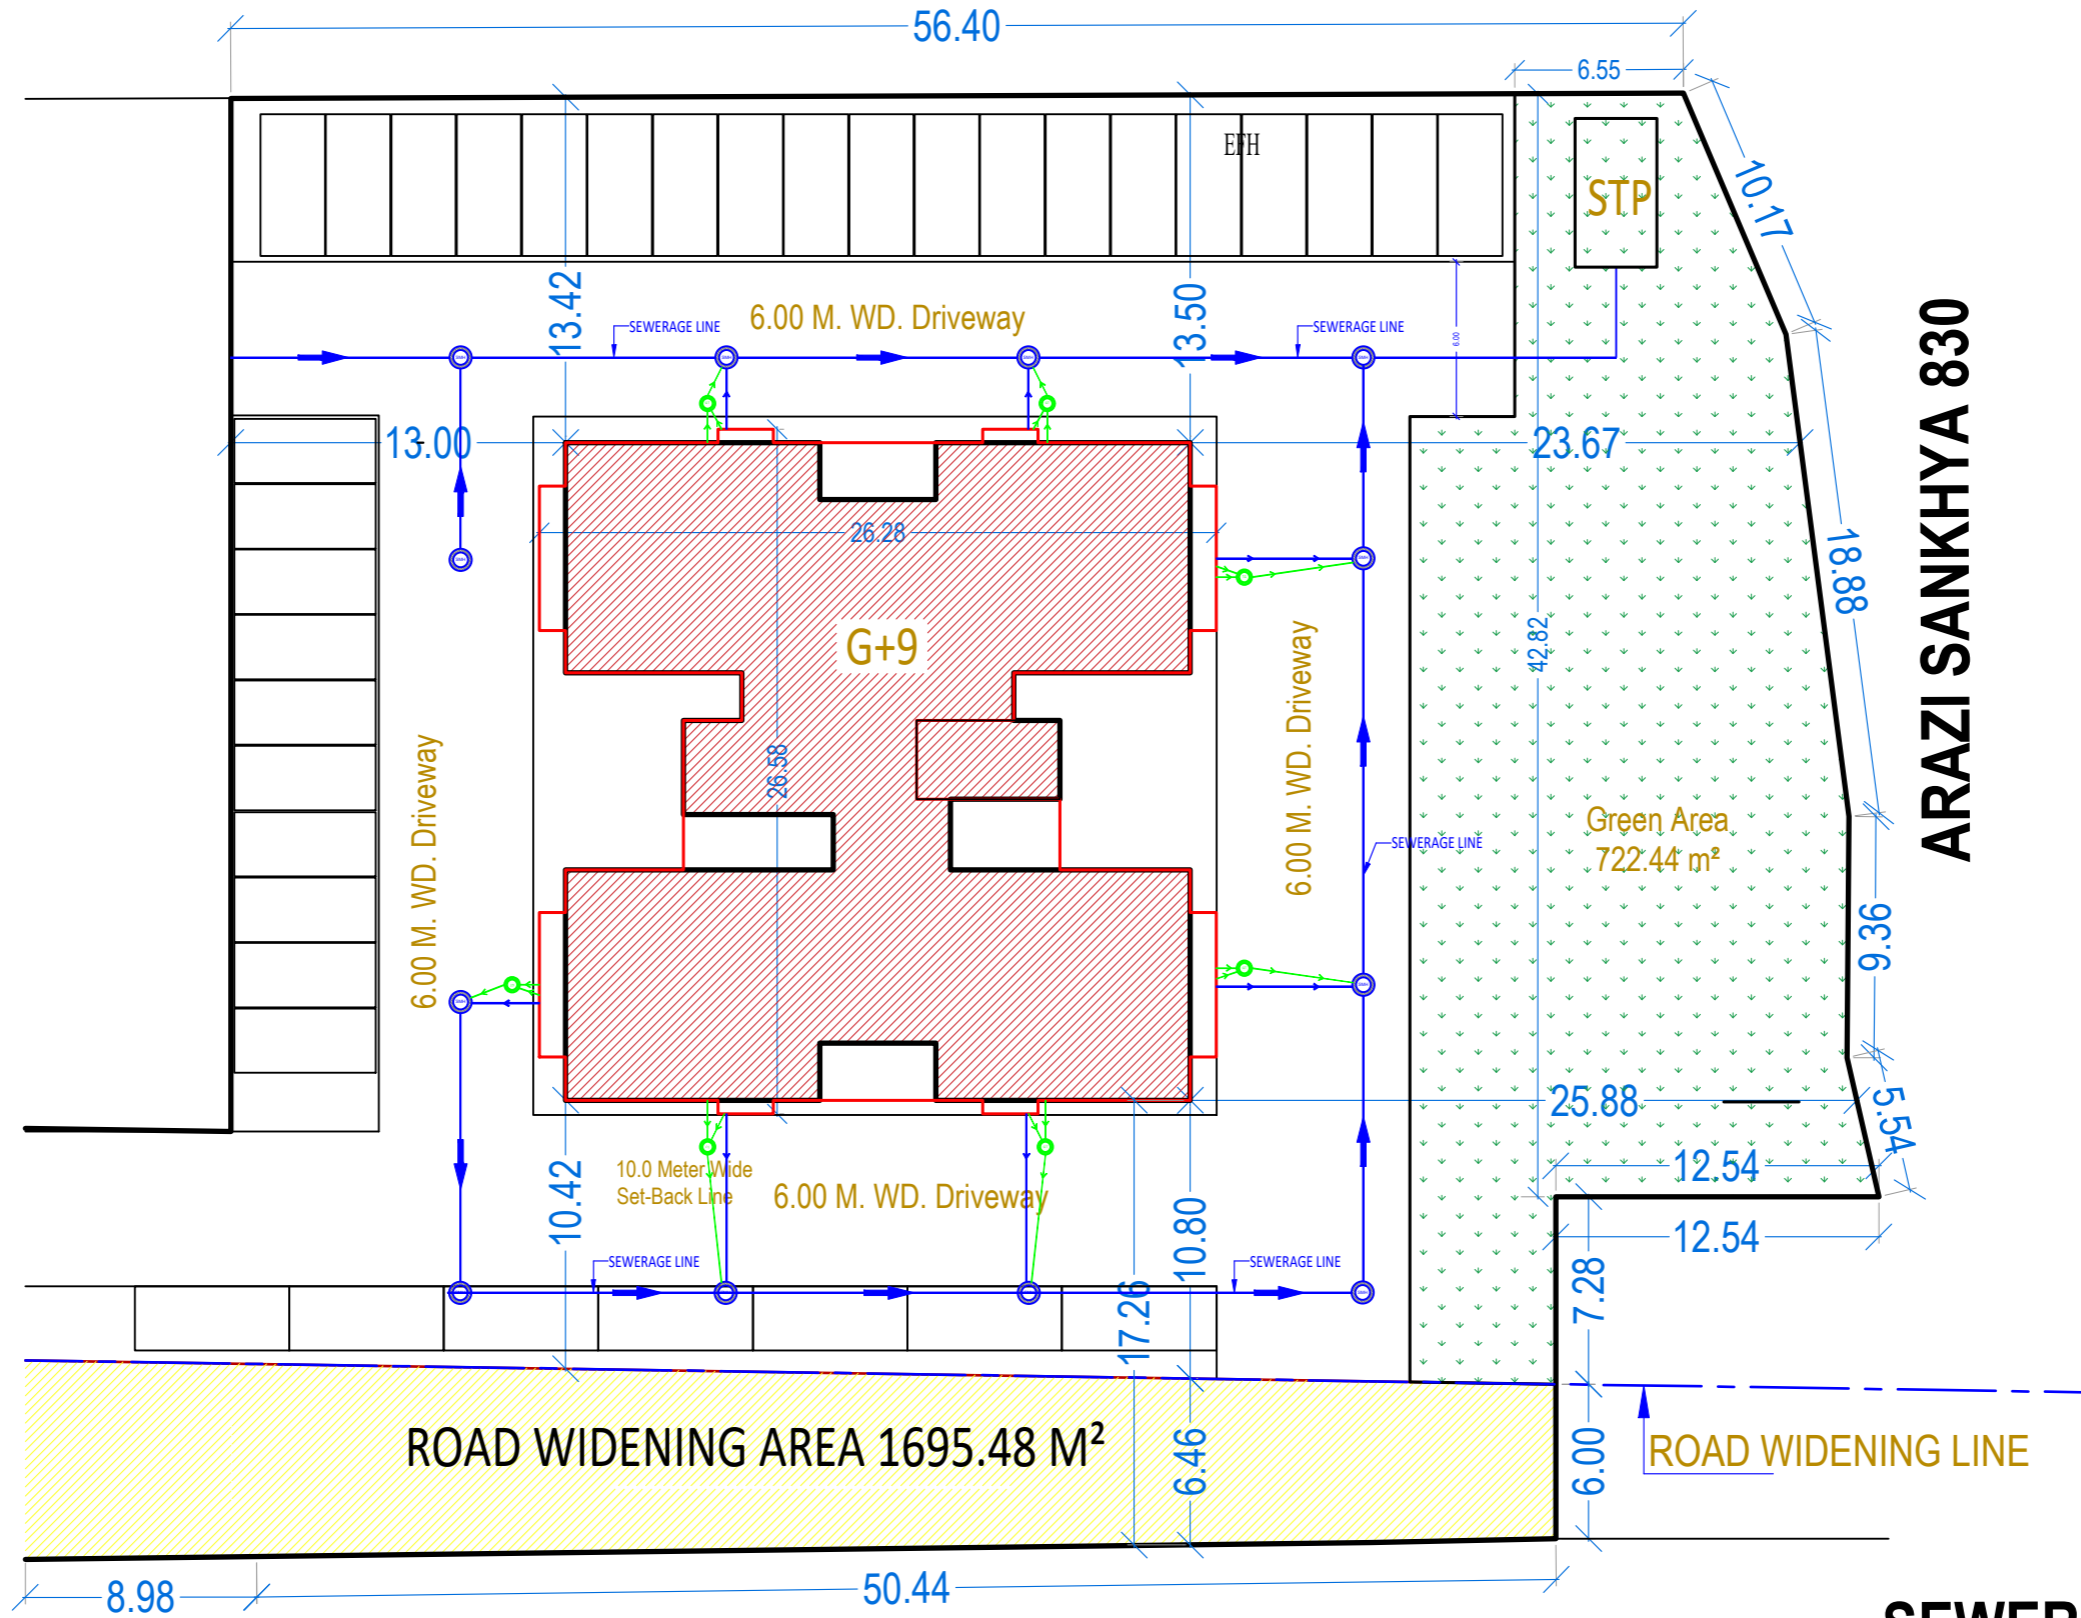 56.40
6.55
EFH
STP
10.17
13.42
13.50
SEWERAGE LINE
6.00 M. WD. Driveway
SEWERAGE LINE
6.00
ARAZI SANKHYA 830
13.00
23.67
26.28
18.88
G+9
42.82
6.00 M. WD. Driveway
26.58
6.00 M. WD. Driveway
SEWERAGE LINE
Green Area
722.44 m²
9.36
25.88
5.54
10.42
10.0 Meter Wide
Set-Back Line
6.00 M. WD. Driveway
12.54
12.54
10.80
17.26
7.28
SEWERAGE LINE
SEWERAGE LINE
ROAD WIDENING AREA 1695.48 M²
6.46
6.00
ROAD WIDENING LINE
8.98
50.44
SEWER